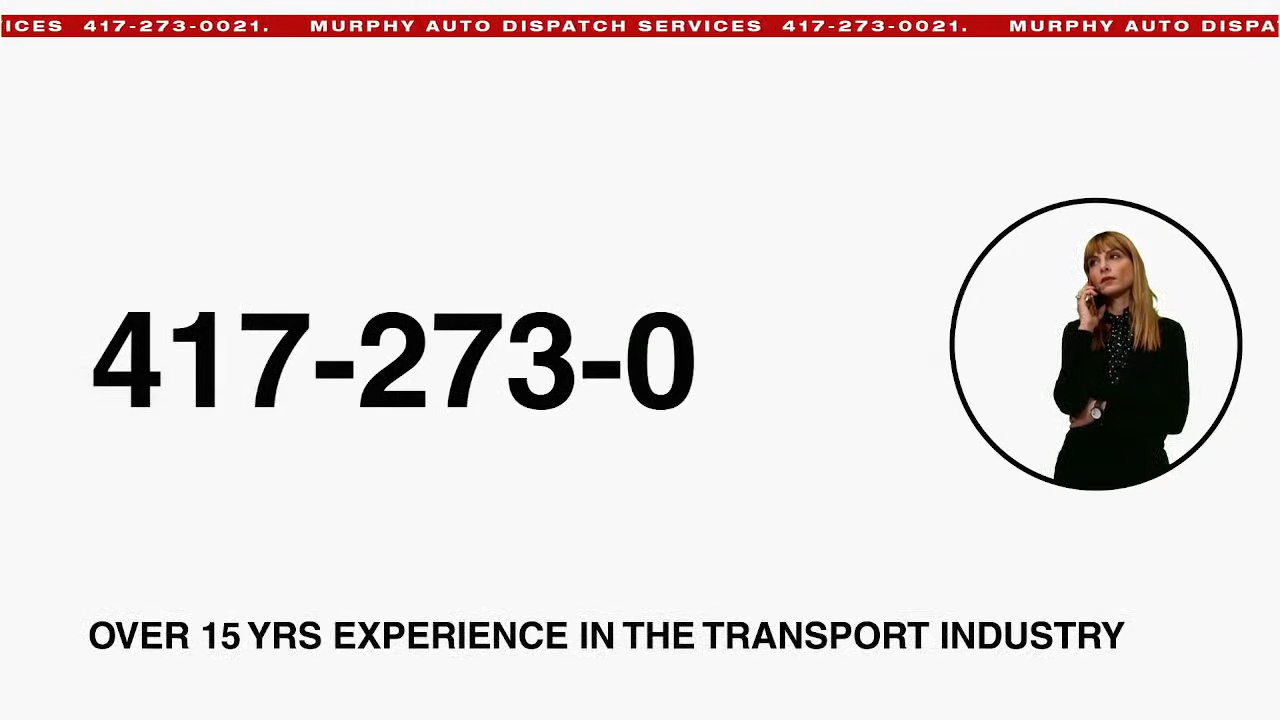 ICES 417-273-0021. MURPHY AUTO DISPATCH SERVICES 417-273-0021. MURPHY AUTO DISPA
417-273-0
OVER 15 YRS EXPERIENCE IN THE TRANSPORT INDUSTRY